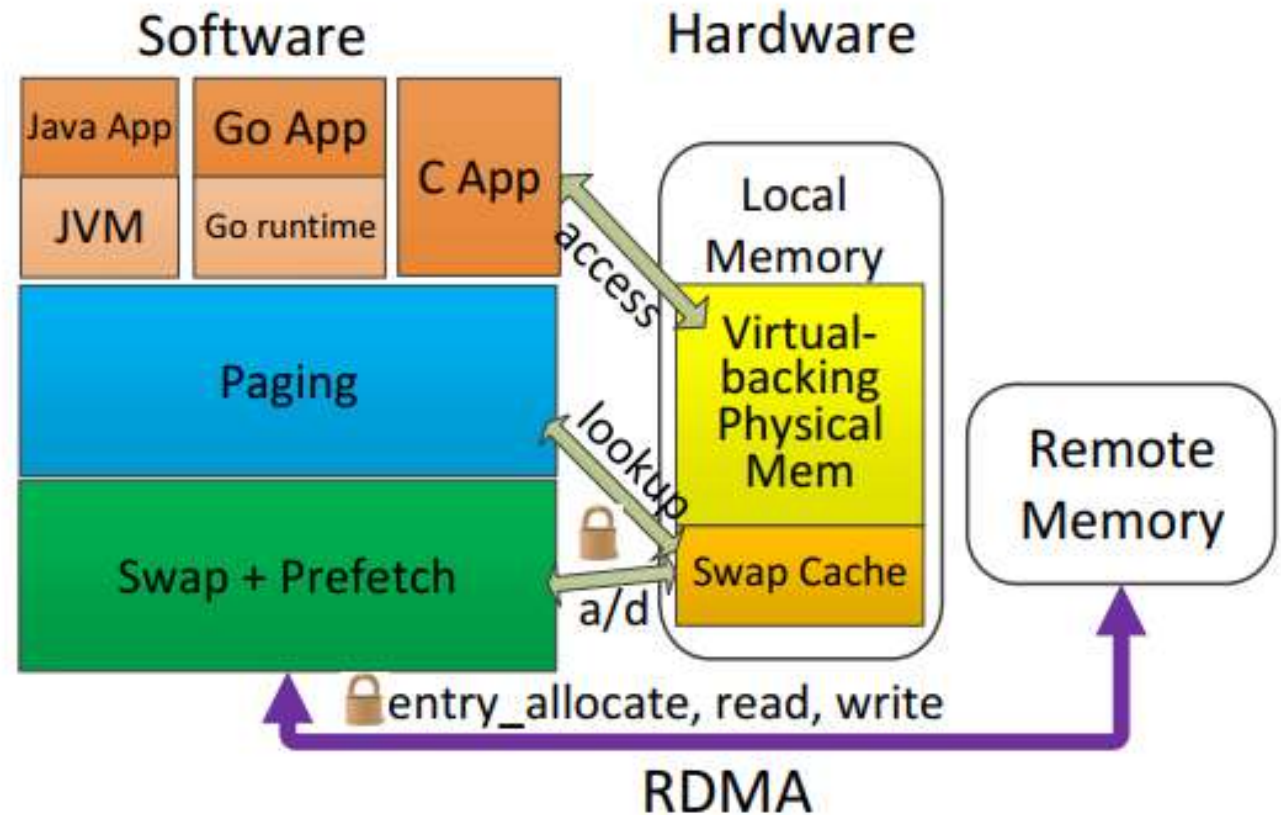 Software
Hardware
Java App
JVM
Go App
Go runtime
C App
access
Local
Memory
Virtual-
backing
Physical
Mem
Paging
lookup
Swap + Prefetch
a/d
Swap Cache
Remote
Memory
entry_allocate, read, write
RDMA